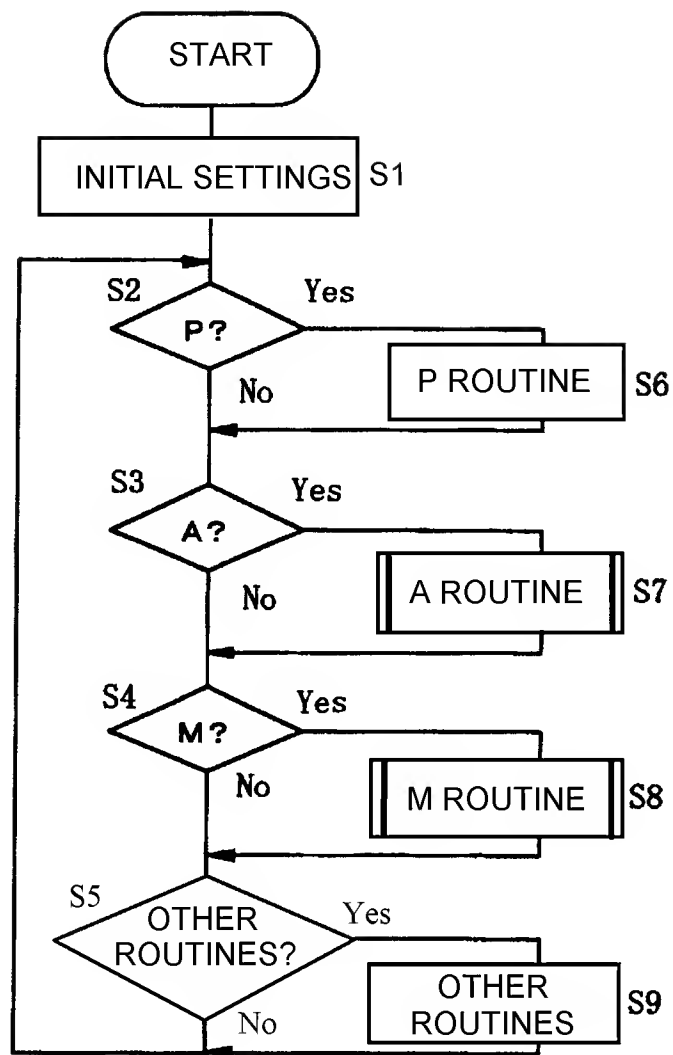 START
INITIAL SETTINGS S1
S2 Yes
P?
P ROUTINE S6
No
S3 Yes
A?
A ROUTINE S7
No
S4 Yes
M?
M ROUTINE S8
No
S5 Yes
OTHER
ROUTINES?
OTHER
ROUTINES S9
No